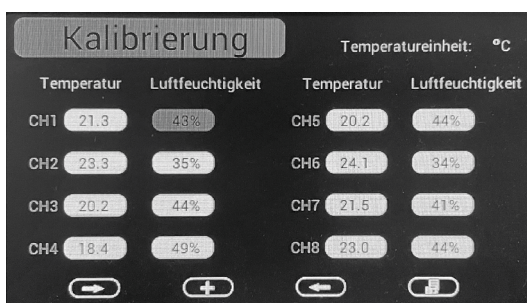 Kalibrierung Temperatureinheit: °C
Temperatur Luftfeuchtigkeit Temperatur Luftfeuchtigkeit
CH1 21.3 43% CH5 20.2 44%
CH2 23.3 35% CH6 24.1 34%
CH3 20.2 44% CH7 21.5 41%
CH4 18.4 49% CH8 23.0 44%